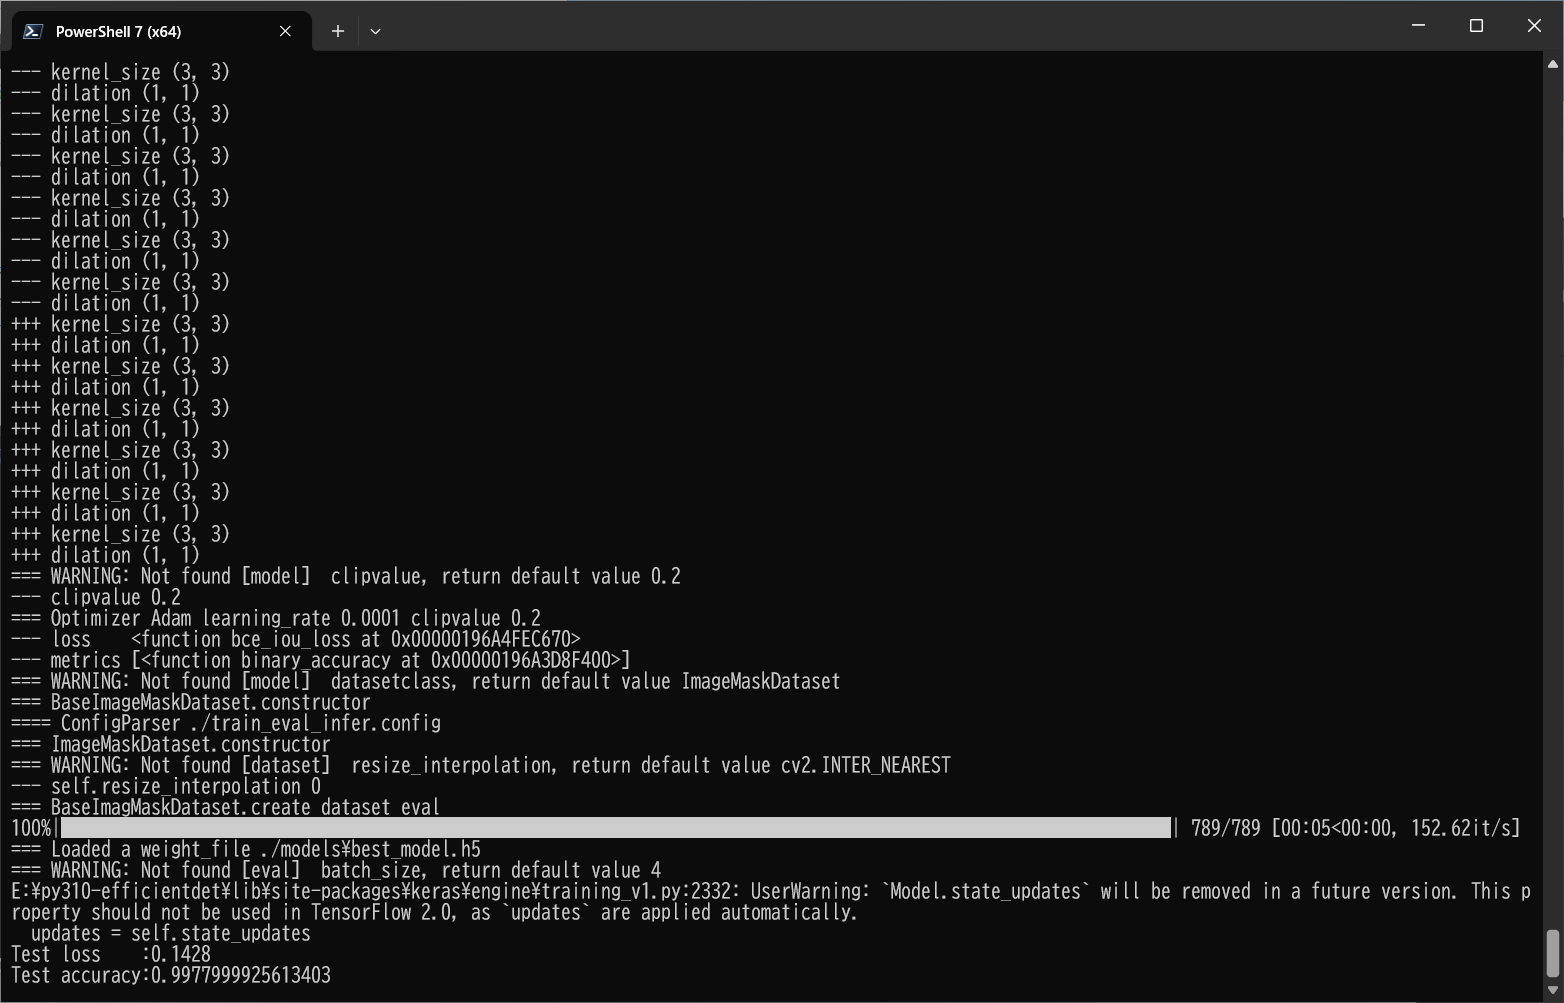 PowerShell 7 (x64)
--- kernel_size (3, 3)
--- dilation (1, 1)
--- kernel_size (3, 3)
--- dilation (1, 1)
--- kernel_size (3, 3)
--- dilation (1, 1)
--- kernel_size (3, 3)
--- dilation (1, 1)
--- kernel_size (3, 3)
--- dilation (1, 1)
--- kernel_size (3, 3)
--- dilation (1, 1)
+++ kernel_size (3, 3)
+++ dilation (1, 1)
+++ kernel_size (3, 3)
+++ dilation (1, 1)
+++ kernel_size (3, 3)
+++ dilation (1, 1)
+++ kernel_size (3, 3)
+++ dilation (1, 1)
+++ kernel_size (3, 3)
+++ dilation (1, 1)
+++ kernel_size (3, 3)
+++ dilation (1, 1)
=== WARNING: Not found [model]  clipvalue, return default value 0.2
--- clipvalue 0.2
=== Optimizer Adam learning_rate 0.0001 clipvalue 0.2
--- loss    <function bce_iou_loss at 0x00000196A4FEC670>
--- metrics [<function binary_accuracy at 0x00000196A3D8F400>]
=== WARNING: Not found [model]  datasetclass, return default value ImageMaskDataset
=== BaseImageMaskDataset.constructor
==== ConfigParser ./train_eval_infer.config
=== ImageMaskDataset.constructor
=== WARNING: Not found [dataset]  resize_interpolation, return default value cv2.INTER_NEAREST
--- self.resize_interpolation 0
=== BaseImagMaskDataset.create dataset eval
100%| | 789/789 [00:05<00:00, 152.62it/s]
=== Loaded a weight_file ./models¥best_model.h5
=== WARNING: Not found [eval]  batch_size, return default value 4
E:¥py310-efficientdet¥lib¥site-packages¥keras¥engine¥training_v1.py:2332: UserWarning: `Model.state_updates` will be removed in a future version. This p
roperty should not be used in TensorFlow 2.0, as `updates` are applied automatically.
  updates = self.state_updates
Test loss    :0.1428
Test accuracy:0.9977999925613403